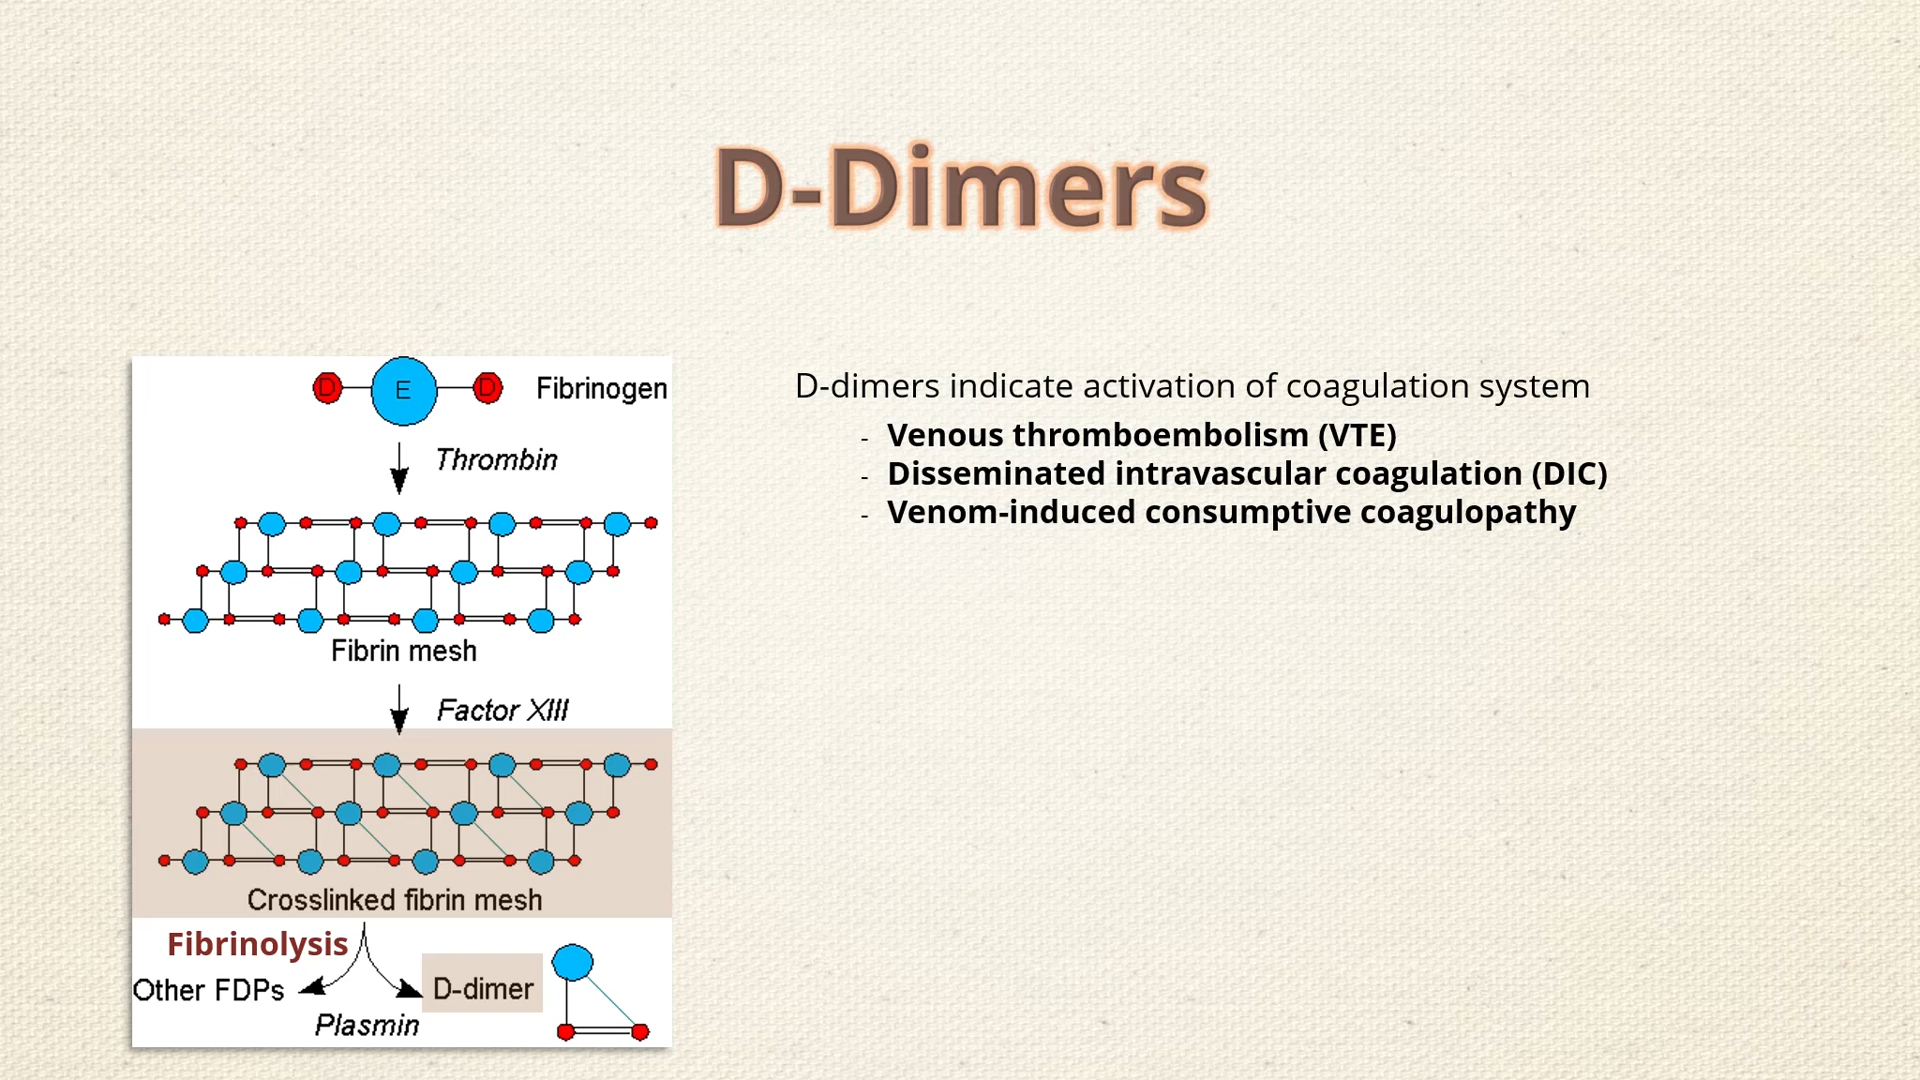 D-Dimers
D E D Fibrinogen
Thrombin
Fibrin mesh
Factor XIII
Crosslinked fibrin mesh
Fibrinolysis
Other FDPs
D-dimer
Plasmin
D-dimers indicate activation of coagulation system
- Venous thromboembolism (VTE)
- Disseminated intravascular coagulation (DIC)
- Venom-induced consumptive coagulopathy